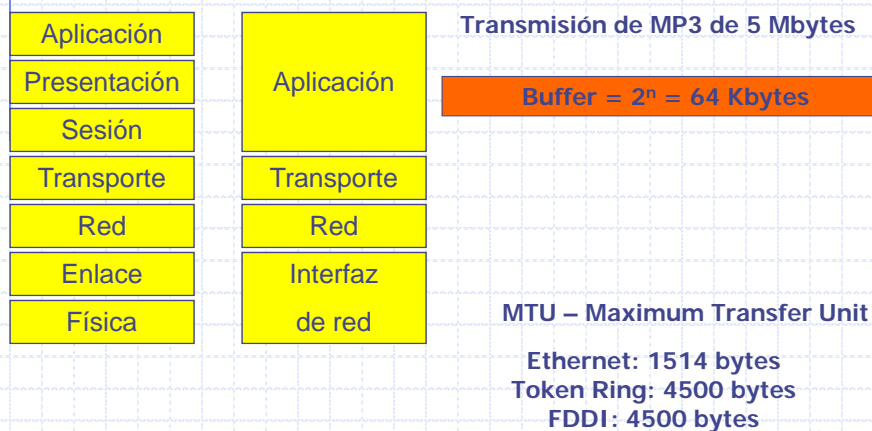 Aplicación
Presentación
Sesión
Transporte
Red
Enlace
Física
Aplicación
Transporte
Red
Interfaz
de red
Transmisión de MP3 de 5 Mbytes
Buffer = 2ⁿ = 64 Kbytes
MTU – Maximum Transfer Unit
Ethernet: 1514 bytes
Token Ring: 4500 bytes
FDDI: 4500 bytes